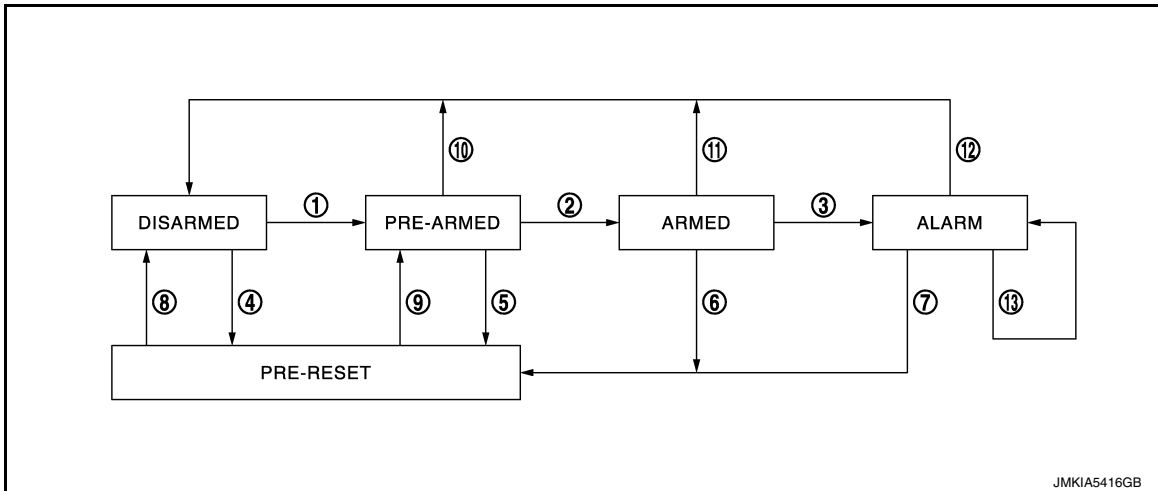 ⑩ ⑪ ⑫
DISARMED ① PRE-ARMED ② ARMED ③ ALARM
⑧ ④ ⑨ ⑤ ⑥ ⑦ ⑬
PRE-RESET
JMKIA5416GB